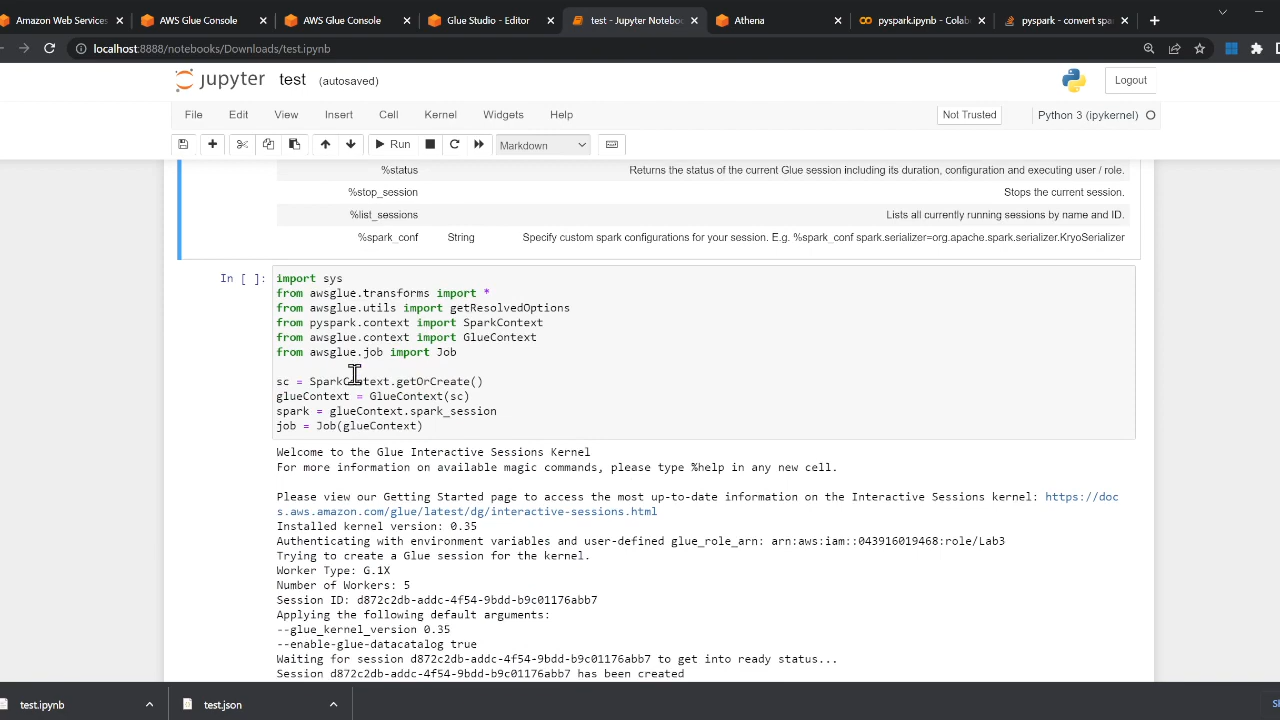 Amazon Web Services
AWS Glue Console
AWS Glue Console
Glue Studio - Editor
test - Jupyter Noteboo
Athena
pyspark.ipynb - Colab
pyspark - convert spa
localhost:8888/notebooks/Downloads/test.ipynb
jupyter test (autosaved)
Logout
File Edit View Insert Cell Kernel Widgets Help
Not Trusted
Python 3 (ipykernel)
Run
Markdown
%status Returns the status of the current Glue session including its duration, configuration and executing user / role.
%stop_session Stops the current session.
%list_sessions Lists all currently running sessions by name and ID.
%spark_conf String Specify custom spark configurations for your session. E.g. %spark_conf spark.serializer=org.apache.spark.serializer.KryoSerializer
In [ ]:
import sys
from awsglue.transforms import *
from awsglue.utils import getResolvedOptions
from pyspark.context import SparkContext
from awsglue.context import GlueContext
from awsglue.job import Job
sc = SparkContext.getOrCreate()
glueContext = GlueContext(sc)
spark = glueContext.spark_session
job = Job(glueContext)
Welcome to the Glue Interactive Sessions Kernel
For more information on available magic commands, please type %help in any new cell.
Please view our Getting Started page to access the most up-to-date information on the Interactive Sessions kernel: https://doc
s.aws.amazon.com/glue/latest/dg/interactive-sessions.html
Installed kernel version: 0.35
Authenticating with environment variables and user-defined glue_role_arn: arn:aws:iam::043916019468:role/Lab3
Trying to create a Glue session for the kernel.
Worker Type: G.1X
Number of Workers: 5
Session ID: d872c2db-addc-4f54-9bdd-b9c01176abb7
Applying the following default arguments:
--glue_kernel_version 0.35
--enable-glue-datacatalog true
Waiting for session d872c2db-addc-4f54-9bdd-b9c01176abb7 to get into ready status...
Session d872c2db-addc-4f54-9bdd-b9c01176abb7 has been created
test.ipynb
test.json